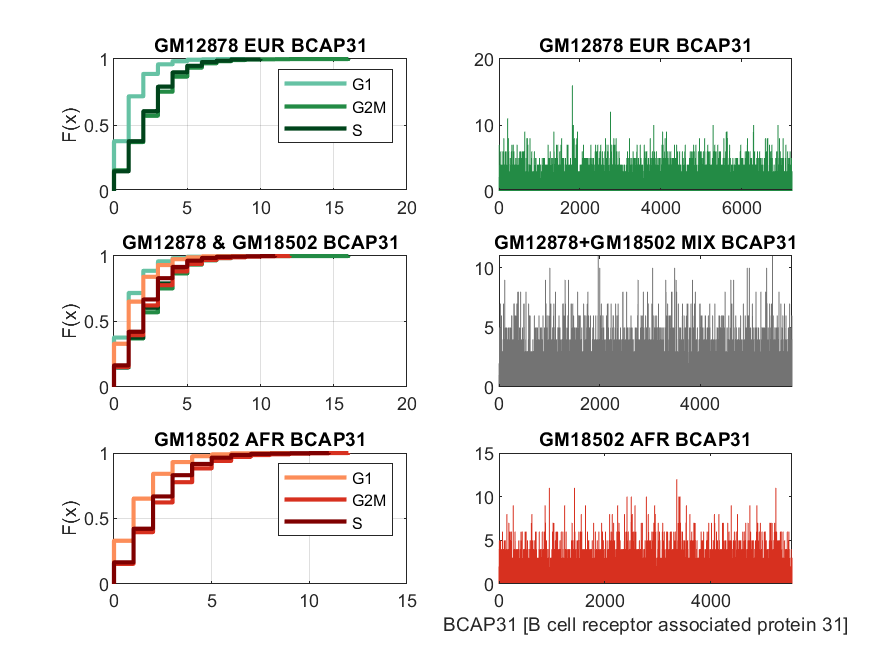 GM12878 EUR BCAP31
F(x)
1
0.5
0
0
5
10
15
20
G1
G2M
S
GM12878 EUR BCAP31
20
10
0
0
2000
4000
6000
GM12878 & GM18502 BCAP31
F(x)
1
0.5
0
0
5
10
15
20
GM12878+GM18502 MIX BCAP31
10
5
0
0
2000
4000
GM18502 AFR BCAP31
F(x)
1
0.5
0
0
5
10
15
G1
G2M
S
GM18502 AFR BCAP31
15
10
5
0
0
2000
4000
BCAP31 [B cell receptor associated protein 31]